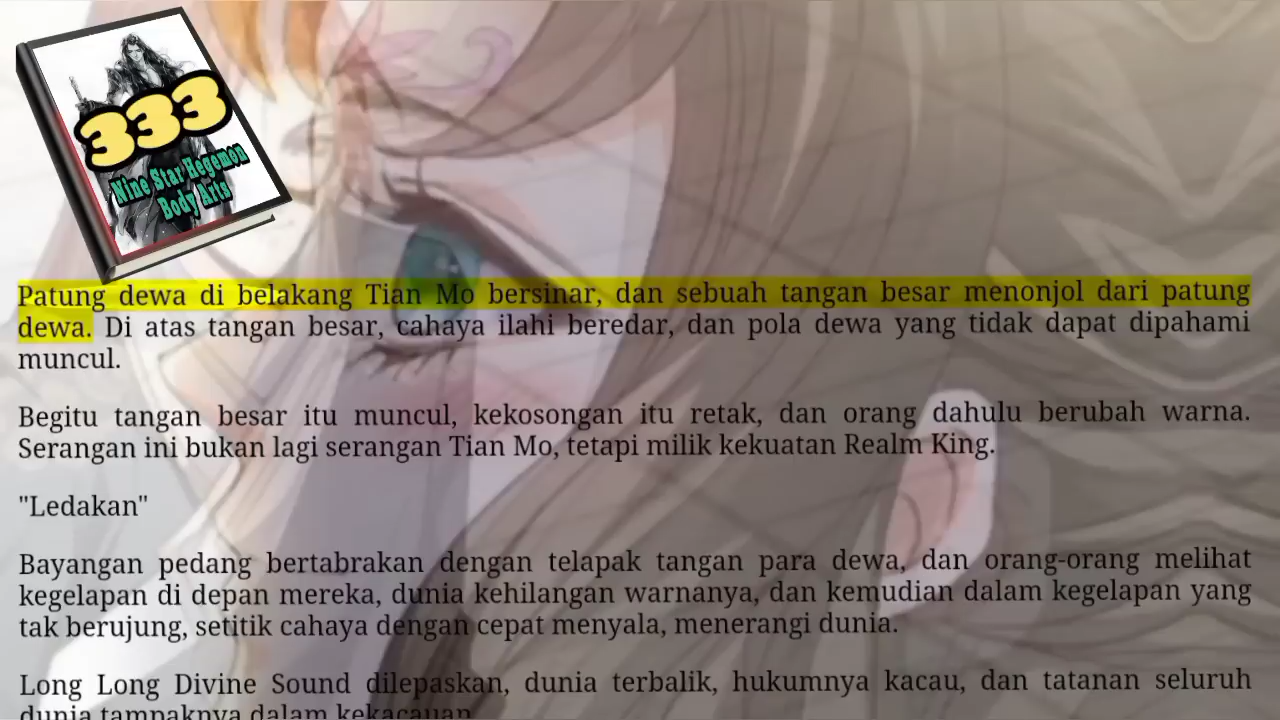 333
Nine Star Hegemon
Body Arts
Patung dewa di belakang Tian Mo bersinar, dan sebuah tangan besar menonjol dari patung
dewa. Di atas tangan besar, cahaya ilahi beredar, dan pola dewa yang tidak dapat dipahami
muncul.
Begitu tangan besar itu muncul, kekosongan itu retak, dan orang dahulu berubah warna.
Serangan ini bukan lagi serangan Tian Mo, tetapi milik kekuatan Realm King.
"Ledakan"
Bayangan pedang bertabrakan dengan telapak tangan para dewa, dan orang-orang melihat
kegelapan di depan mereka, dunia kehilangan warnanya, dan kemudian dalam kegelapan yang
tak berujung, setitik cahaya dengan cepat menyala, menerangi dunia.
Long Long Divine Sound dilepaskan, dunia terbalik, hukumnya kacau, dan tatanan seluruh
dunia tampaknya dalam kekacauan.